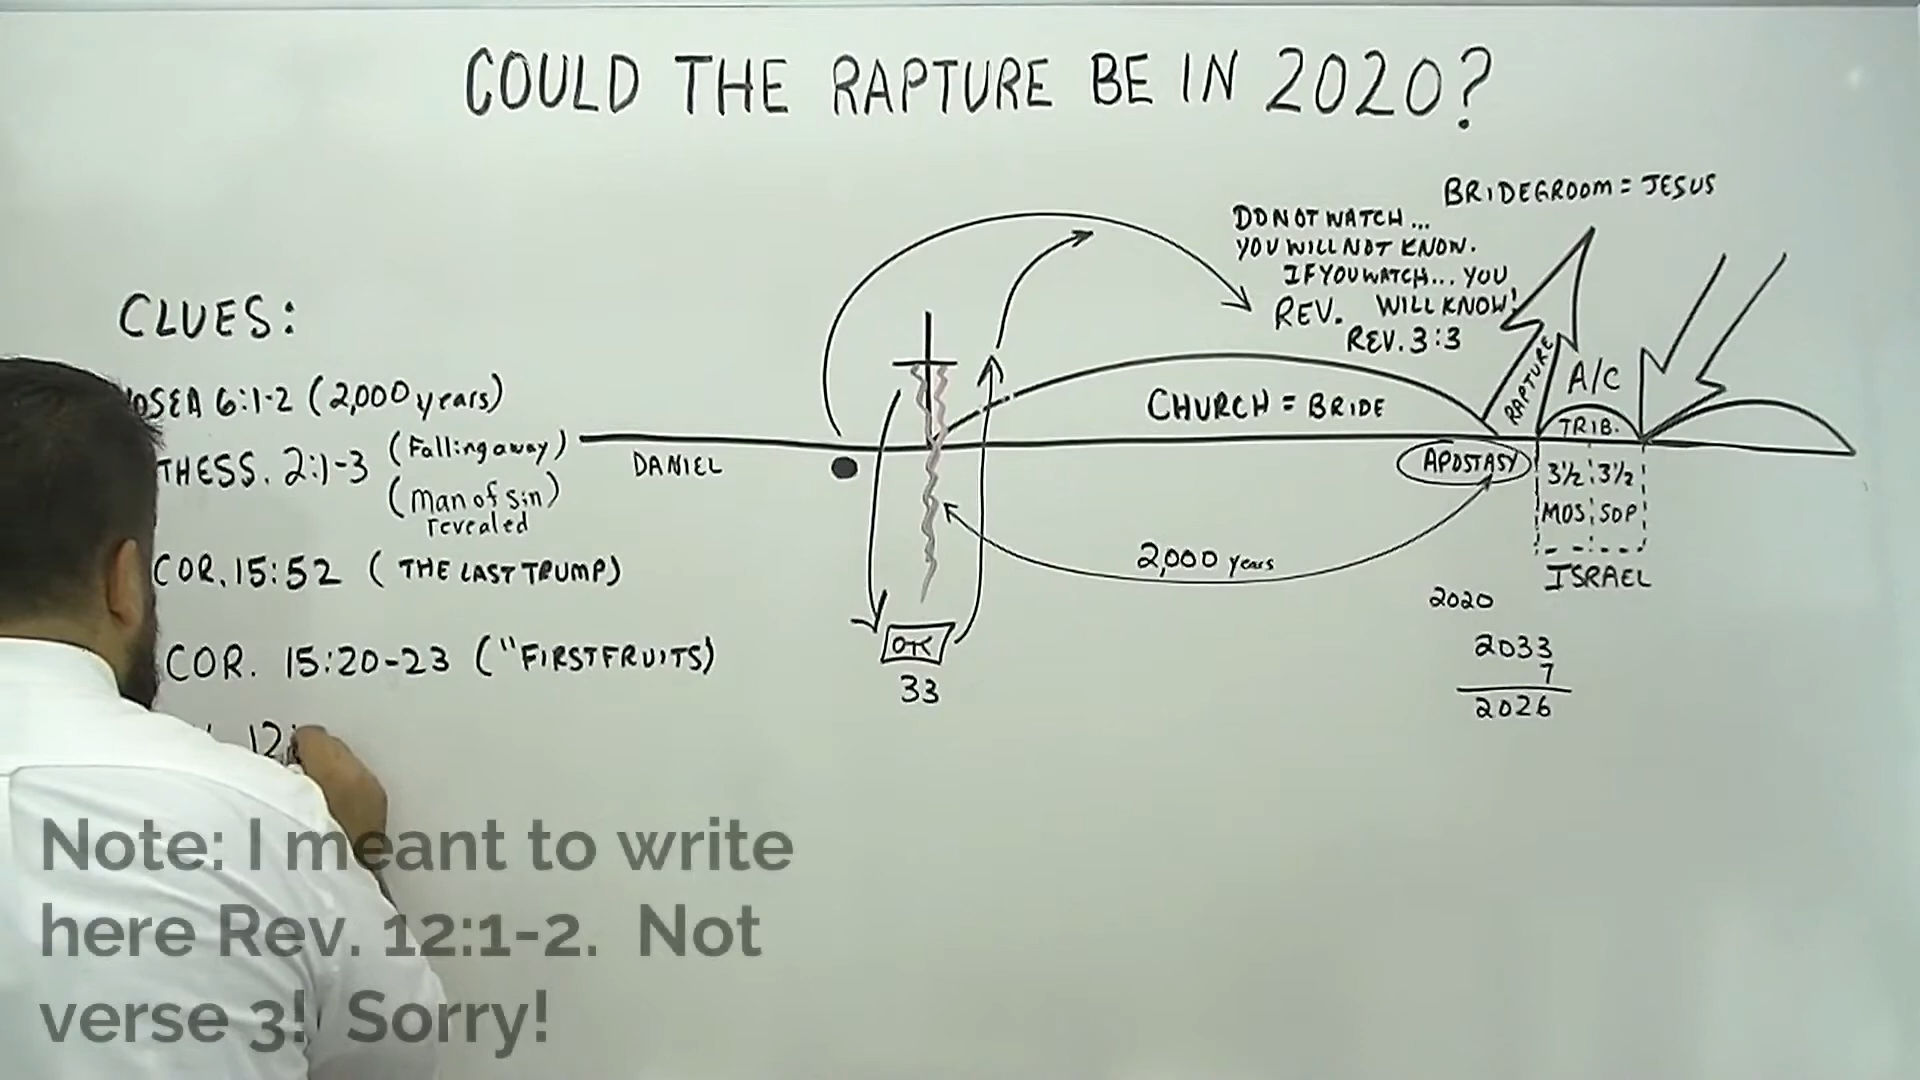 COULD THE RAPTURE BE IN 2020?
BRIDEGROOM = JESUS
DO NOT WATCH...
YOU WILL NOT KNOW.
IF YOU WATCH... YOU
WILL KNOW!
REV.
REV. 3:3
CLUES:
HOSEA 6:1-2 (2,000 years)
THESS. 2:1-3 (Falling away)
(Man of Sin)
revealed
COR. 15:52 ( THE LAST TRUMP)
COR. 15:20-23 ("FIRSTFRUITS)
12:
DANIEL
CHURCH = BRIDE
RAPTURE
A/C
TRIB.
APOSTASY
3½ 3½
MOS SOP
ISRAEL
2,000 years
33
2020
2033
7
2026
Note: I meant to write
here Rev. 12:1-2. Not
verse 3! Sorry!